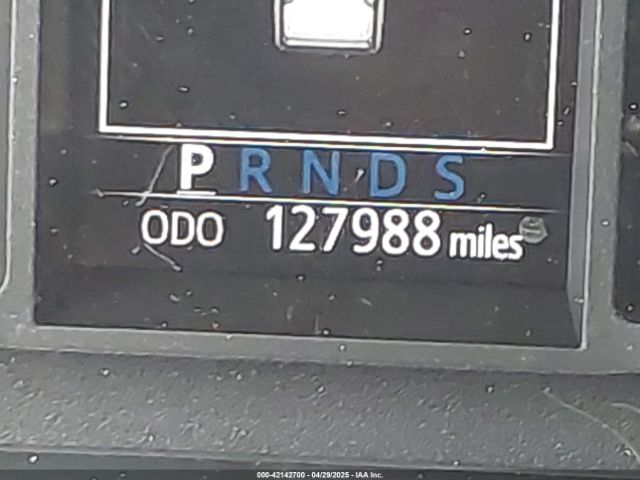 P R N D S
ODO 127988 miles
000-42142700 - 04/29/2025 - IAA Inc.